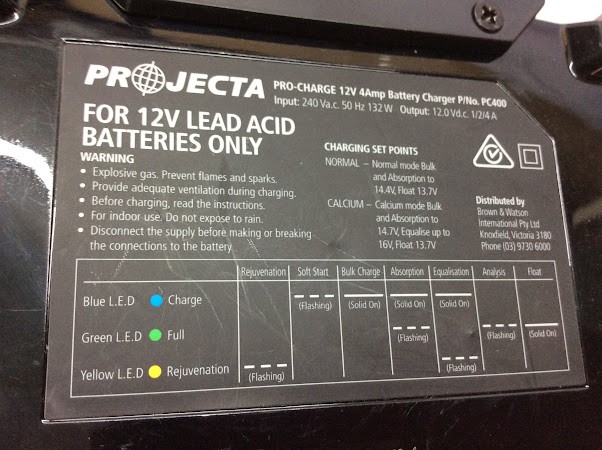 PROJECTA
PRO-CHARGE 12V 4Amp Battery Charger P/No. PC400
Input: 240 Va.c. 50 Hz 132 W Output: 12.0 Vd.c. 1/2/4 A
FOR 12V LEAD ACID
BATTERIES ONLY
WARNING
• Explosive gas. Prevent flames and sparks.
• Provide adequate ventilation during charging.
• Before charging, read the instructions.
• For indoor use. Do not expose to rain.
• Disconnect the supply before making or breaking
the connections to the battery
CHARGING SET POINTS
NORMAL – Normal mode Bulk
and Absorption to
14.4V, Float 13.7V
CALCIUM – Calcium mode Bulk
and Absorption to
14.7V, Equalise up to
16V, Float 13.7V
Distributed by
Brown & Watson
International Pty Ltd
Knoxfield, Victoria 3180
Phone (03) 9730 6000
Rejuvenation Soft Start Bulk Charge Absorption Equalisation Analysis Float
Blue L.E.D Charge (Flashing) (Solid On) (Solid On) (Solid On)
Green L.E.D Full (Flashing) (Flashing) (Solid On)
Yellow L.E.D Rejuvenation (Flashing) (Flashing)